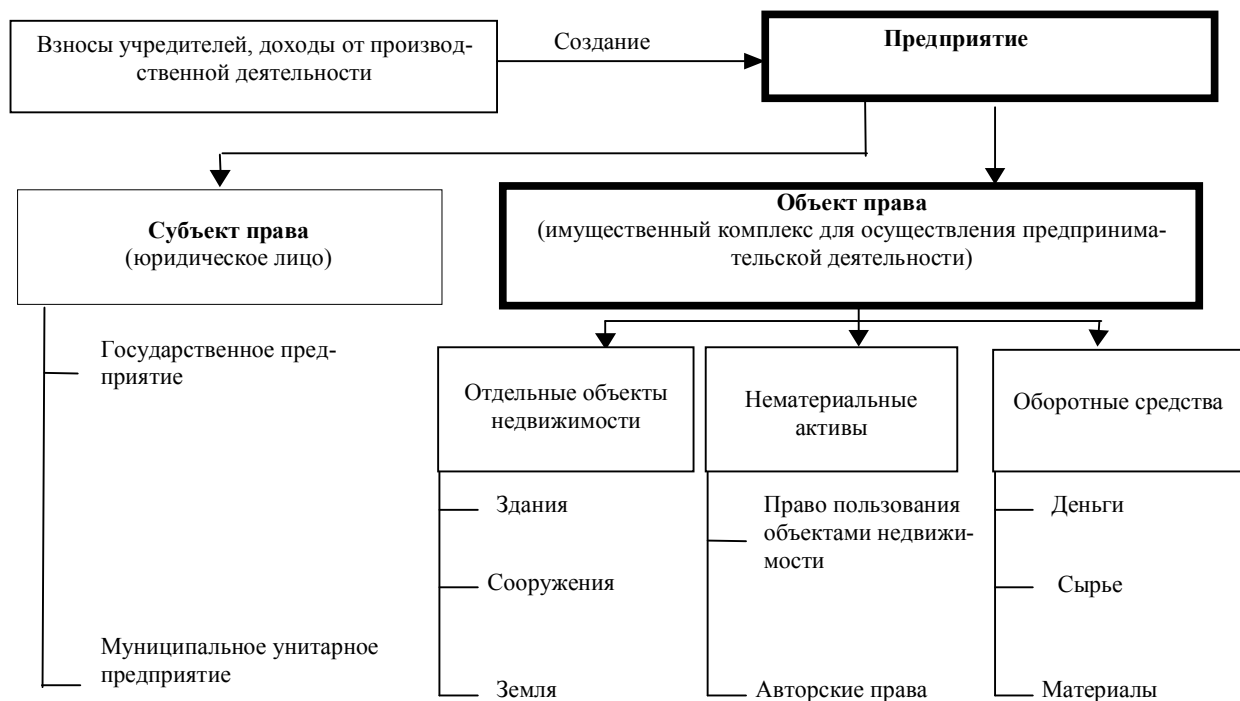 Взносы учредителей, доходы от производ-
ственной деятельности
Создание
Предприятие
Субъект права
(юридическое лицо)
Объект права
(имущественный комплекс для осуществления предпринима-
тельской деятельности)
Государственное пред-
приятие
Муниципальное унитарное
предприятие
Отдельные объекты
недвижимости
Здания
Сооружения
Земля
Нематериальные
активы
Право пользования
объектами недвижи-
мости
Авторские права
Оборотные средства
Деньги
Сырье
Материалы